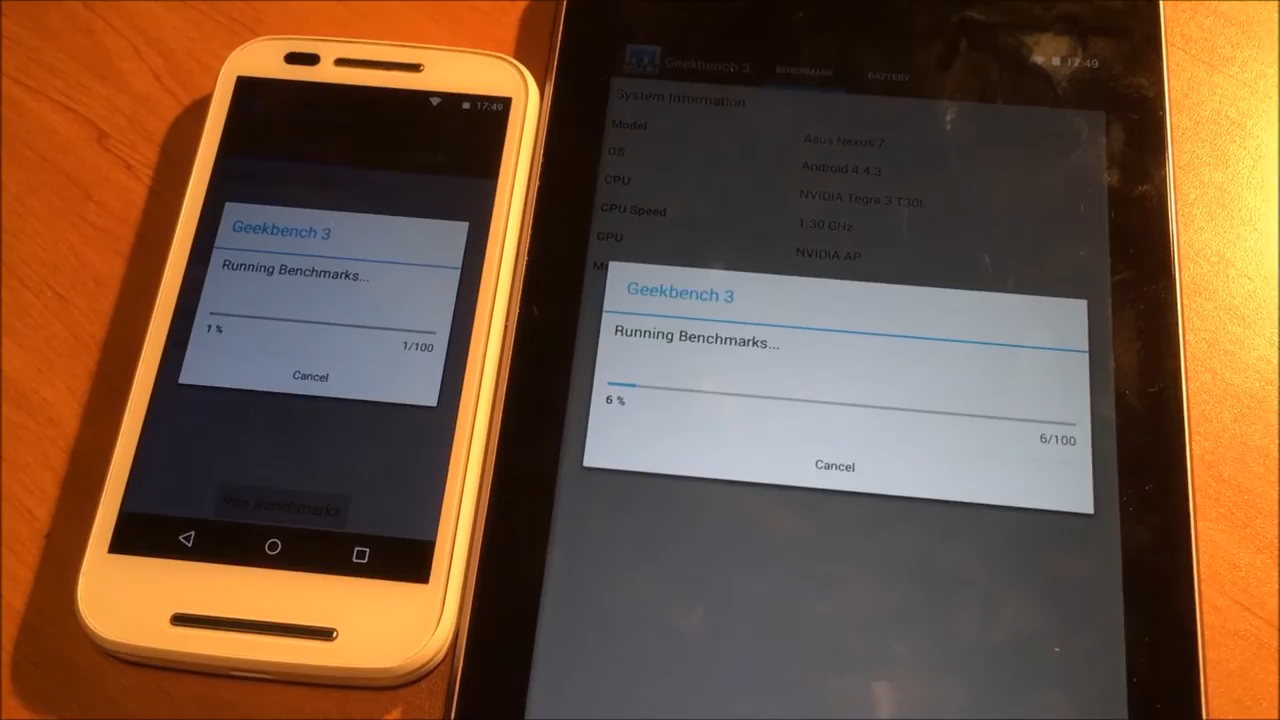 17:49
Geekbench 3
Running Benchmarks...
1 %
1/100
Cancel
Run Benchmarks
Geekbench 3 BENCHMARK BATTERY 17:49
System Information
Model Asus Nexus 7
OS Android 4.4.3
CPU NVIDIA Tegra 3 T30L
CPU Speed 1.30 GHz
GPU NVIDIA AP
Geekbench 3
Running Benchmarks...
6 %
6/100
Cancel